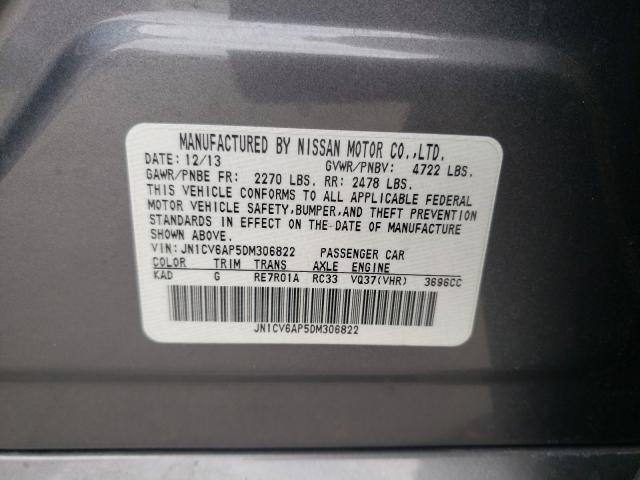 MANUFACTURED BY NISSAN MOTOR CO.,LTD.
DATE: 12/13 GVWR/PNBV: 4722 LBS.
GAWR/PNBE FR: 2270 LBS. RR: 2478 LBS.
THIS VEHICLE CONFORMS TO ALL APPLICABLE FEDERAL
MOTOR VEHICLE SAFETY,BUMPER,AND THEFT PREVENTION
STANDARDS IN EFFECT ON THE DATE OF MANUFACTURE
SHOWN ABOVE.
VIN: JN1CV6AP5DM306822 PASSENGER CAR
COLOR TRIM TRANS AXLE ENGINE
KAD G RE7R01A RC33 VQ37(VHR) 3696CC
JN1CV6AP5DM306822